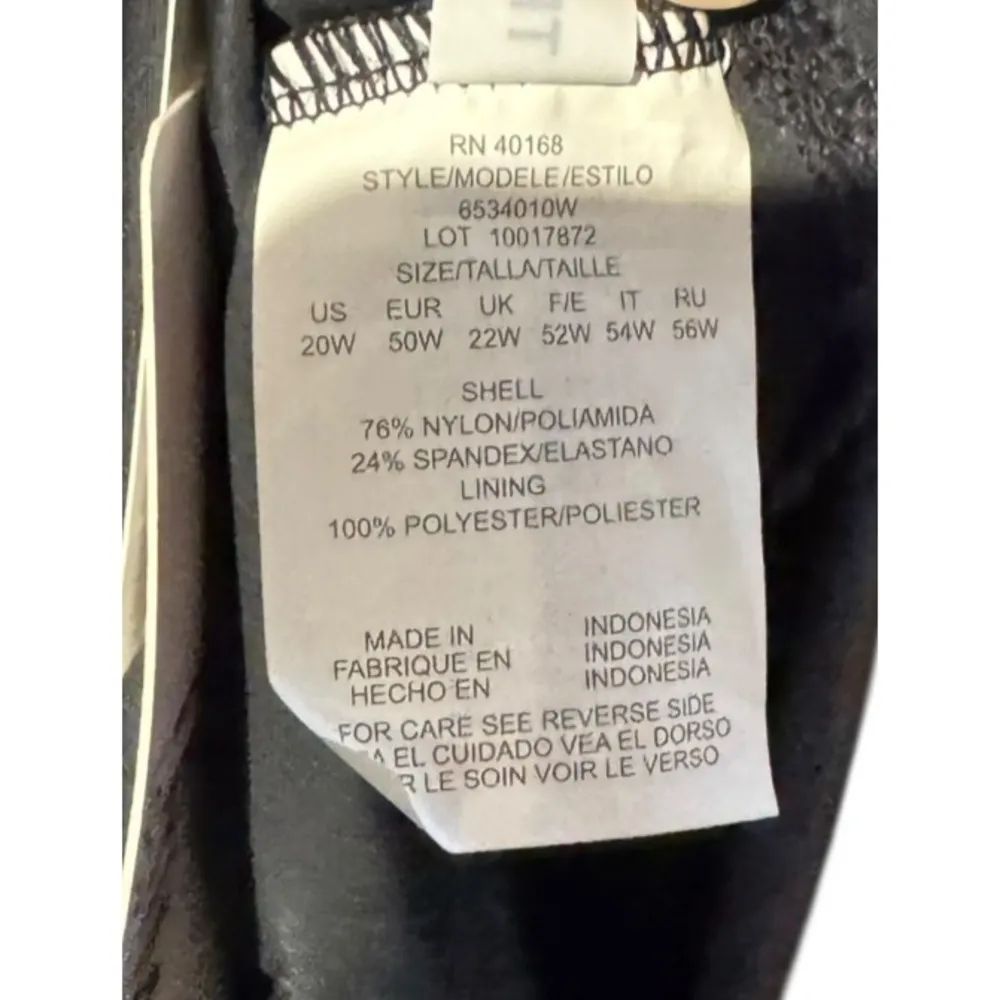 IT
RN 40168
STYLE/MODELE/ESTILO
6534010W
LOT 10017872
SIZE/TALLA/TAILLE
US EUR UK F/E IT RU
20W 50W 22W 52W 54W 56W
SHELL
76% NYLON/POLIAMIDA
24% SPANDEX/ELASTANO
LINING
100% POLYESTER/POLIESTER
MADE IN INDONESIA
FABRIQUE EN INDONESIA
HECHO EN INDONESIA
FOR CARE SEE REVERSE SIDE
A EL CUIDADO VEA EL DORSO
R LE SOIN VOIR LE VERSO